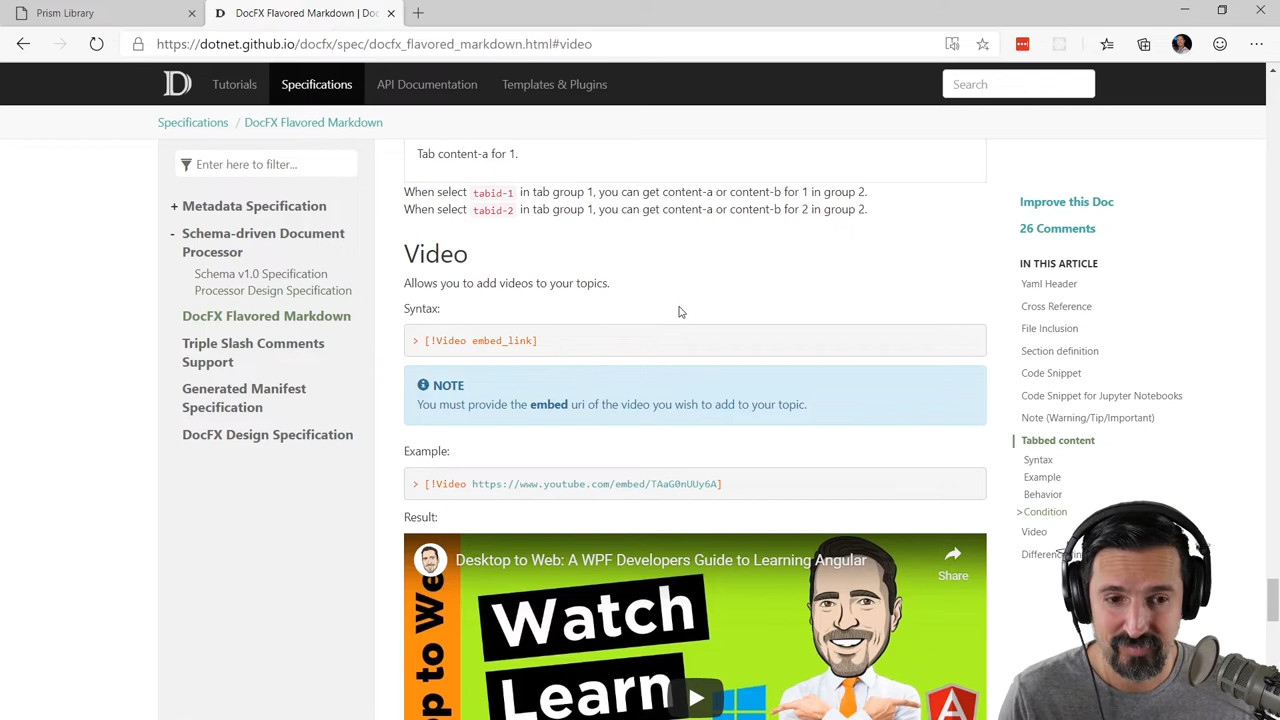 Prism Library
DocFX Flavored Markdown | Doc
https://dotnet.github.io/docfx/spec/docfx_flavored_markdown.html#video
Tutorials
Specifications
API Documentation
Templates & Plugins
Search
Specifications / DocFX Flavored Markdown
Enter here to filter...
+ Metadata Specification
- Schema-driven Document
Processor
Schema v1.0 Specification
Processor Design Specification
DocFX Flavored Markdown
Triple Slash Comments
Support
Generated Manifest
Specification
DocFX Design Specification
Tab content-a for 1.
When select tabid-1 in tab group 1, you can get content-a or content-b for 1 in group 2.
When select tabid-2 in tab group 1, you can get content-a or content-b for 2 in group 2.
Video
Allows you to add videos to your topics.
Syntax:
> [!Video embed_link]
NOTE
You must provide the embed uri of the video you wish to add to your topic.
Example:
> [!Video https://www.youtube.com/embed/TAaG0nUUy6A]
Result:
Desktop to Web: A WPF Developers Guide to Learning Angular
Share
Watch
Learn
Improve this Doc
26 Comments
IN THIS ARTICLE
Yaml Header
Cross Reference
File Inclusion
Section definition
Code Snippet
Code Snippet for Jupyter Notebooks
Note (Warning/Tip/Important)
Tabbed content
Syntax
Example
Behavior
> Condition
Video